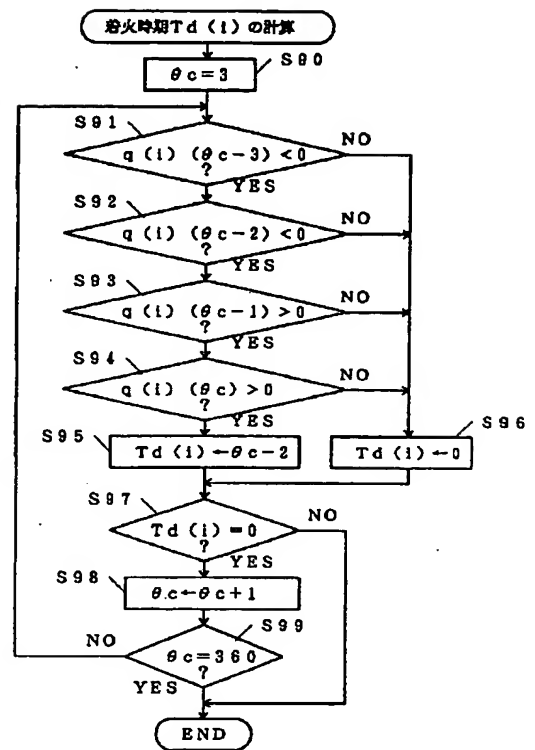 着火時期Td(i)の計算
S90
θc=3
S91
NO
q(i)(θc-3)<0
?
YES
S92
NO
q(i)(θc-2)<0
?
YES
S93
NO
q(i)(θc-1)>0
?
YES
S94
NO
q(i)(θc)>0
?
YES
S95
Td(i)←θc-2
S96
Td(i)←0
S97
NO
Td(i)=0
?
YES
S98
θc←θc+1
S99
NO
θc=360
?
YES
END